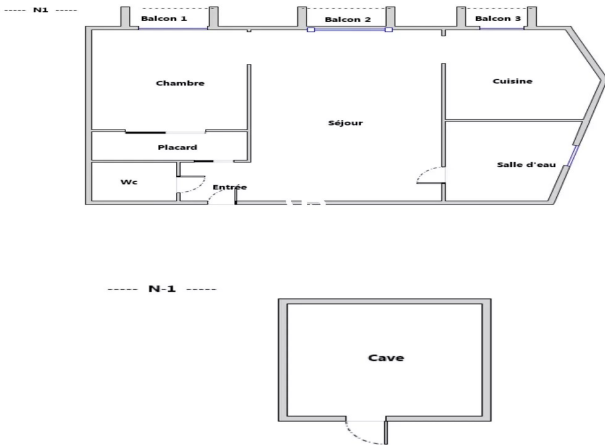 N1
Balcon 1
Balcon 2
Balcon 3
Chambre
Cuisine
Séjour
Placard
Salle d'eau
Wc
Entrée
N-1
Cave